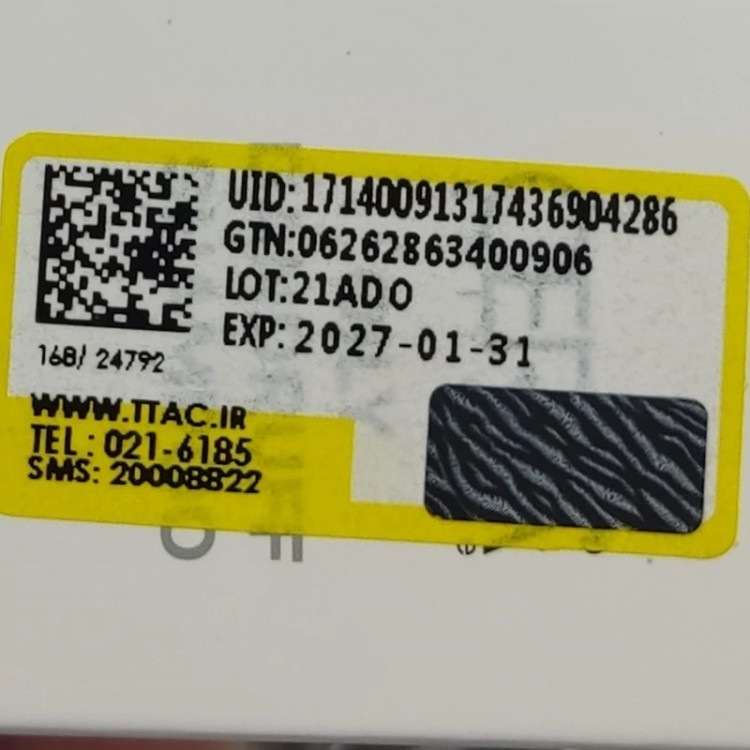 UID:17140091317436904286
GTN:06262863400906
LOT:21ADO
EXP: 2027-01-31
168/ 24792
WWW.TTAC.IR
TEL: 021-6185
SMS: 20008822